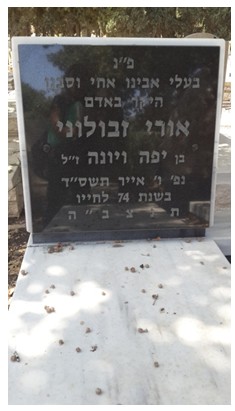 פ"נ
בעלי אבינו אחי וסבנו
היקר באדם
אורי זבולוני
בן יפה ויונה ז"ל
נפ' ו' אייר תשס"ד
בשנת 74 לחייו
ת נ צ ב " ה